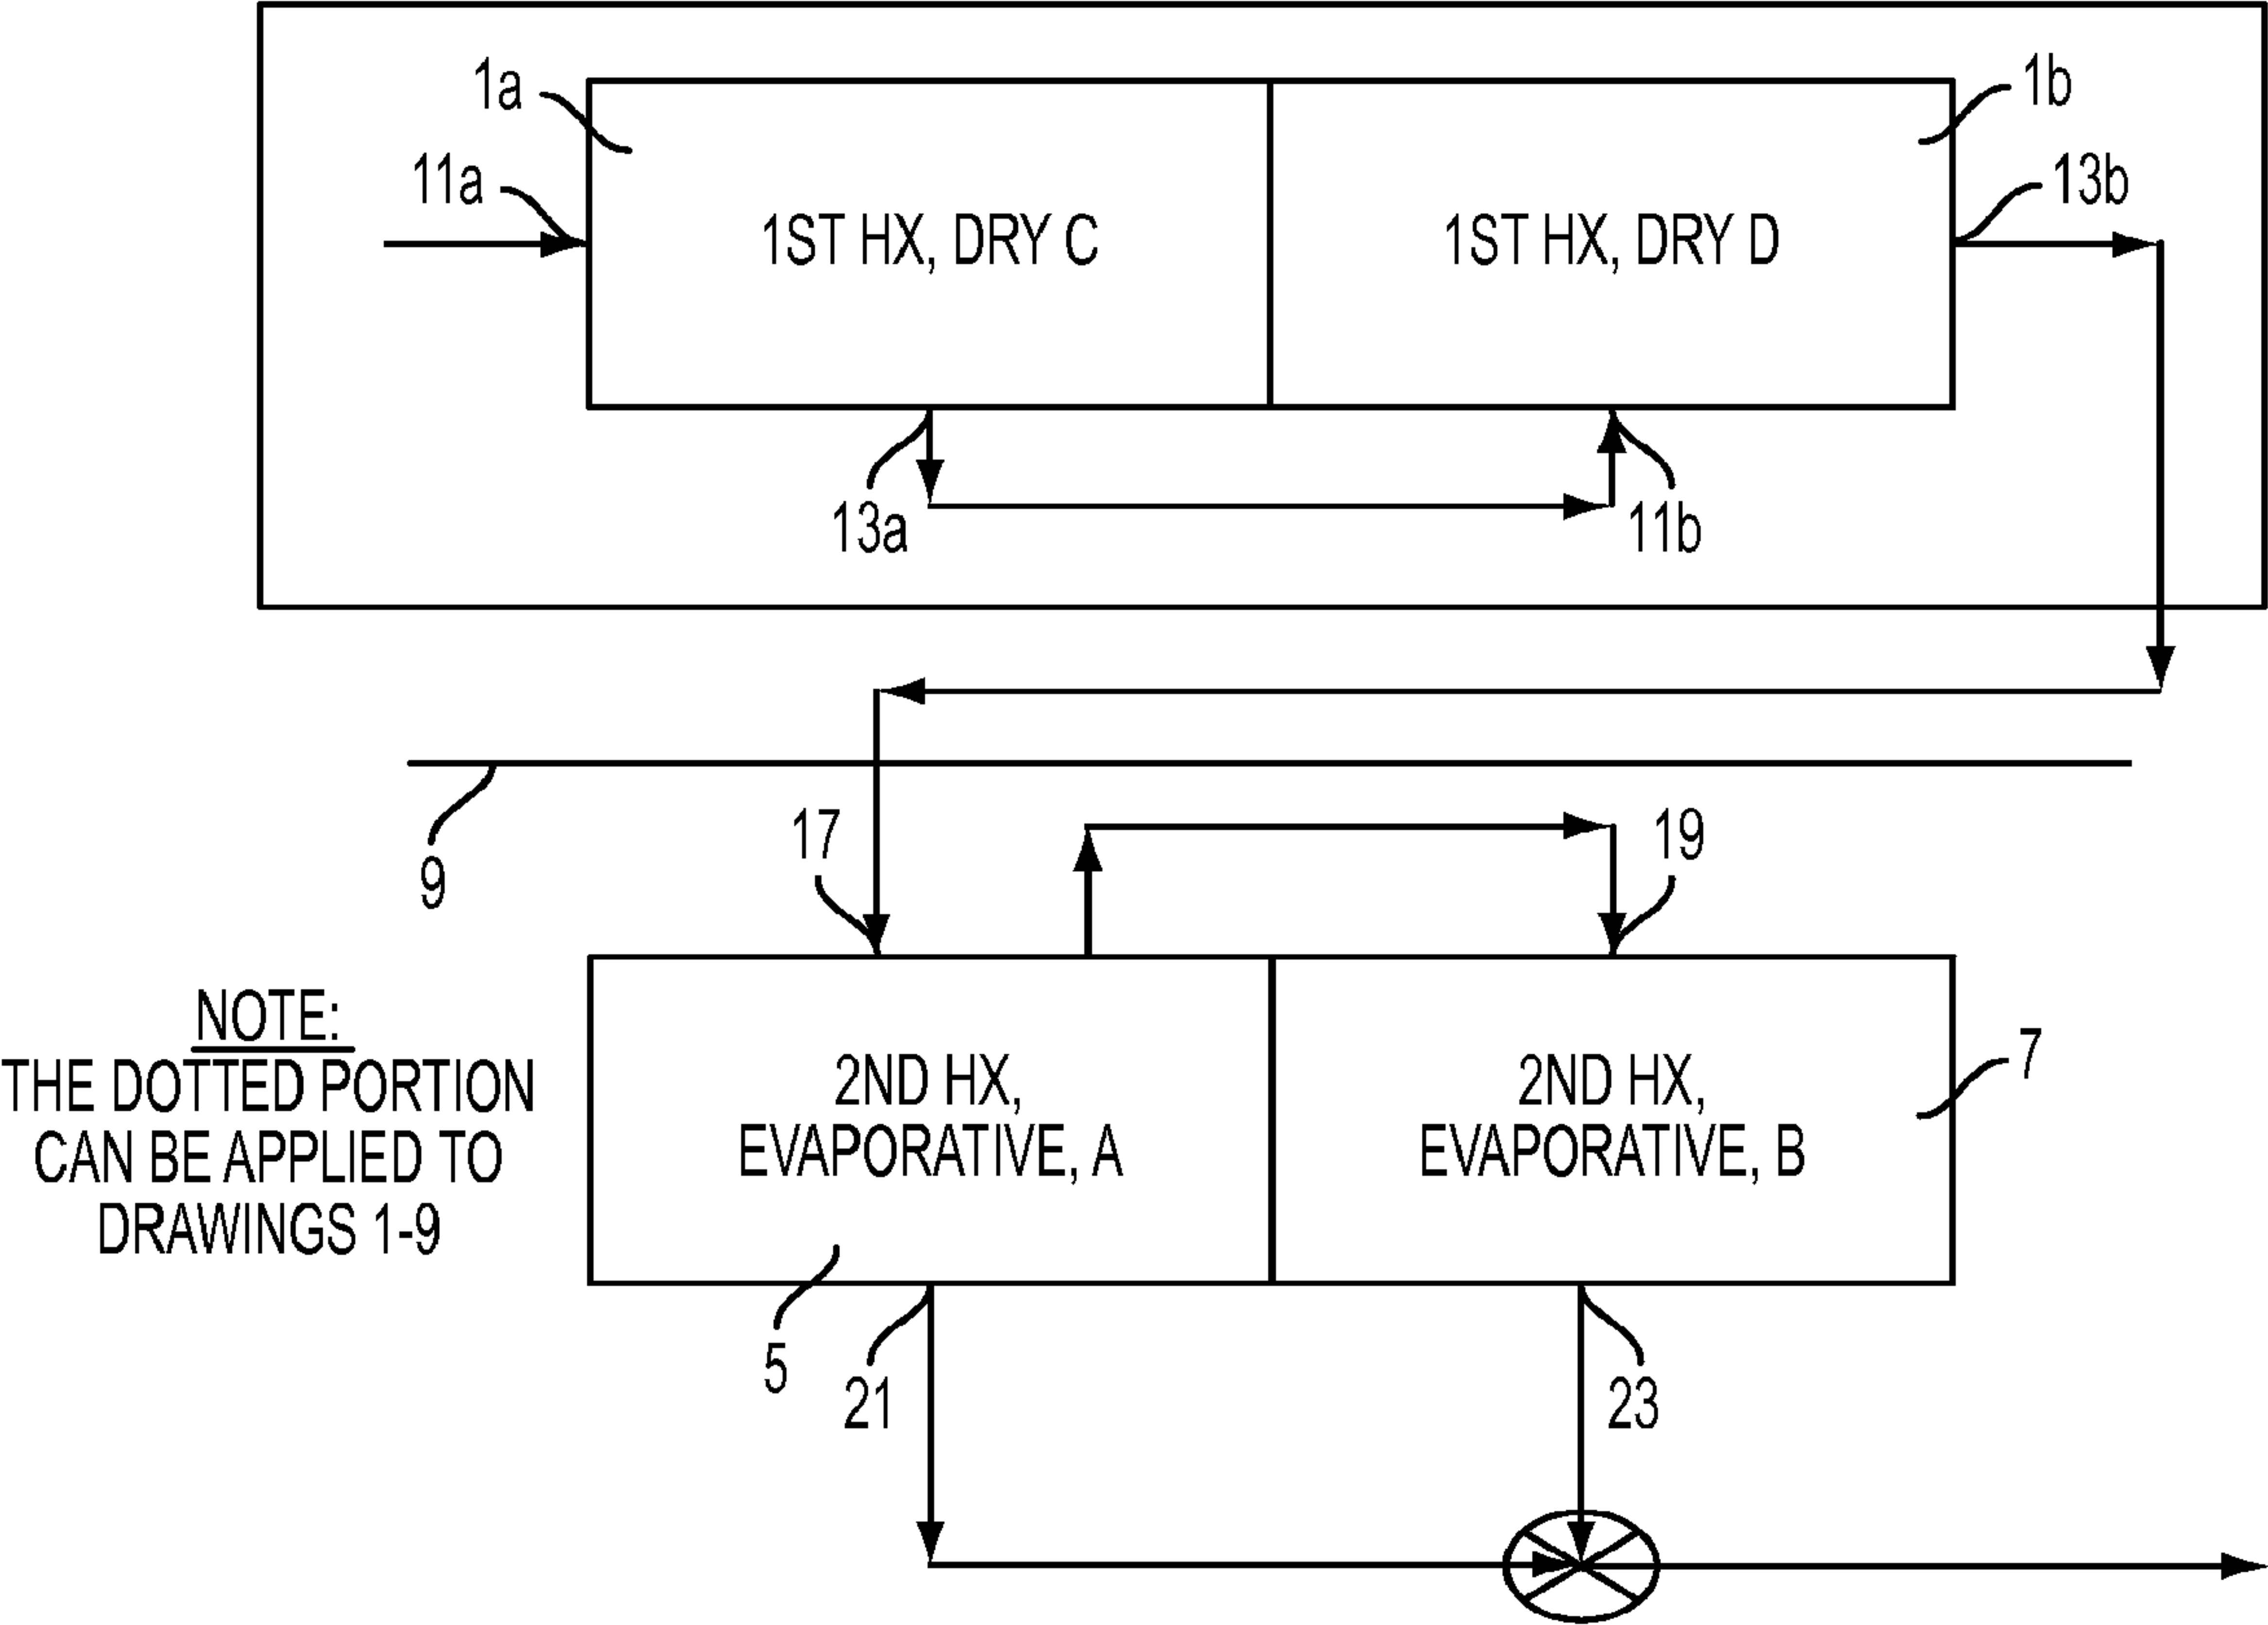 1a
1b
11a
13b
1ST HX, DRY C
1ST HX, DRY D
13a
11b
9
17
19
NOTE:
THE DOTTED PORTION
CAN BE APPLIED TO
DRAWINGS 1-9
2ND HX,
EVAPORATIVE, A
2ND HX,
EVAPORATIVE, B
7
5
21
23